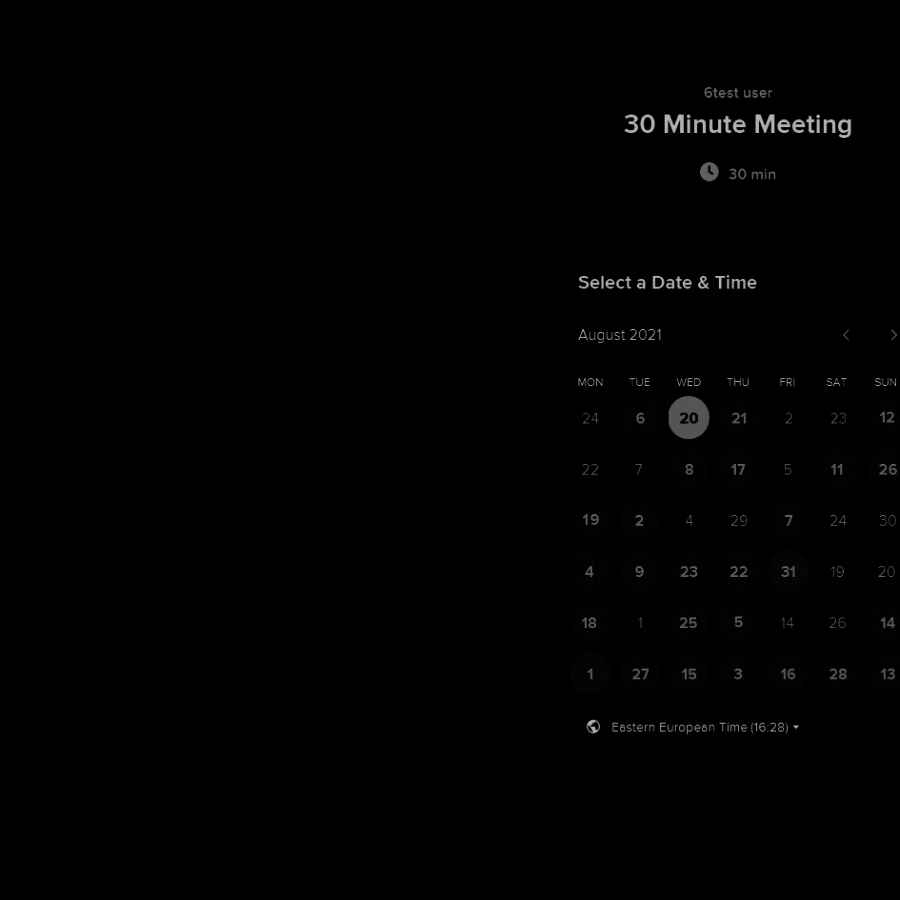 6test user
30 Minute Meeting
30 min
Select a Date & Time
August 2021
MON TUE WED THU FRI SAT SUN
24 6 20 21 2 23 12
22 7 8 17 5 11 26
19 2 4 29 7 24 30
4 9 23 22 31 19 20
18 1 25 5 14 26 14
1 27 15 3 16 28 13
Eastern European Time (16:28)